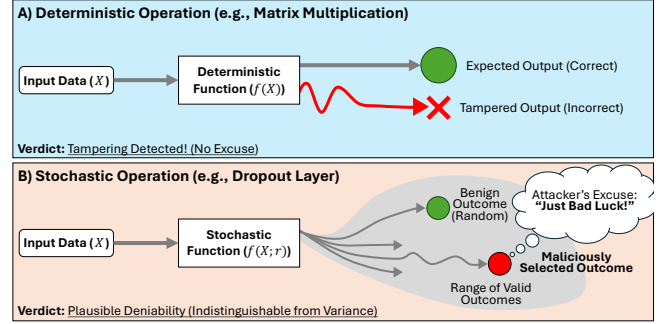 A) Deterministic Operation (e.g., Matrix Multiplication)
Input Data (X)
Deterministic
Function (f(X))
Expected Output (Correct)
Tampered Output (Incorrect)
Verdict: Tampering Detected! (No Excuse)
B) Stochastic Operation (e.g., Dropout Layer)
Input Data (X)
Stochastic
Function (f(X; r))
Benign
Outcome
(Random)
Attacker's Excuse:
"Just Bad Luck!"
Maliciously
Selected Outcome
Range of Valid
Outcomes
Verdict: Plausible Deniability (Indistinguishable from Variance)